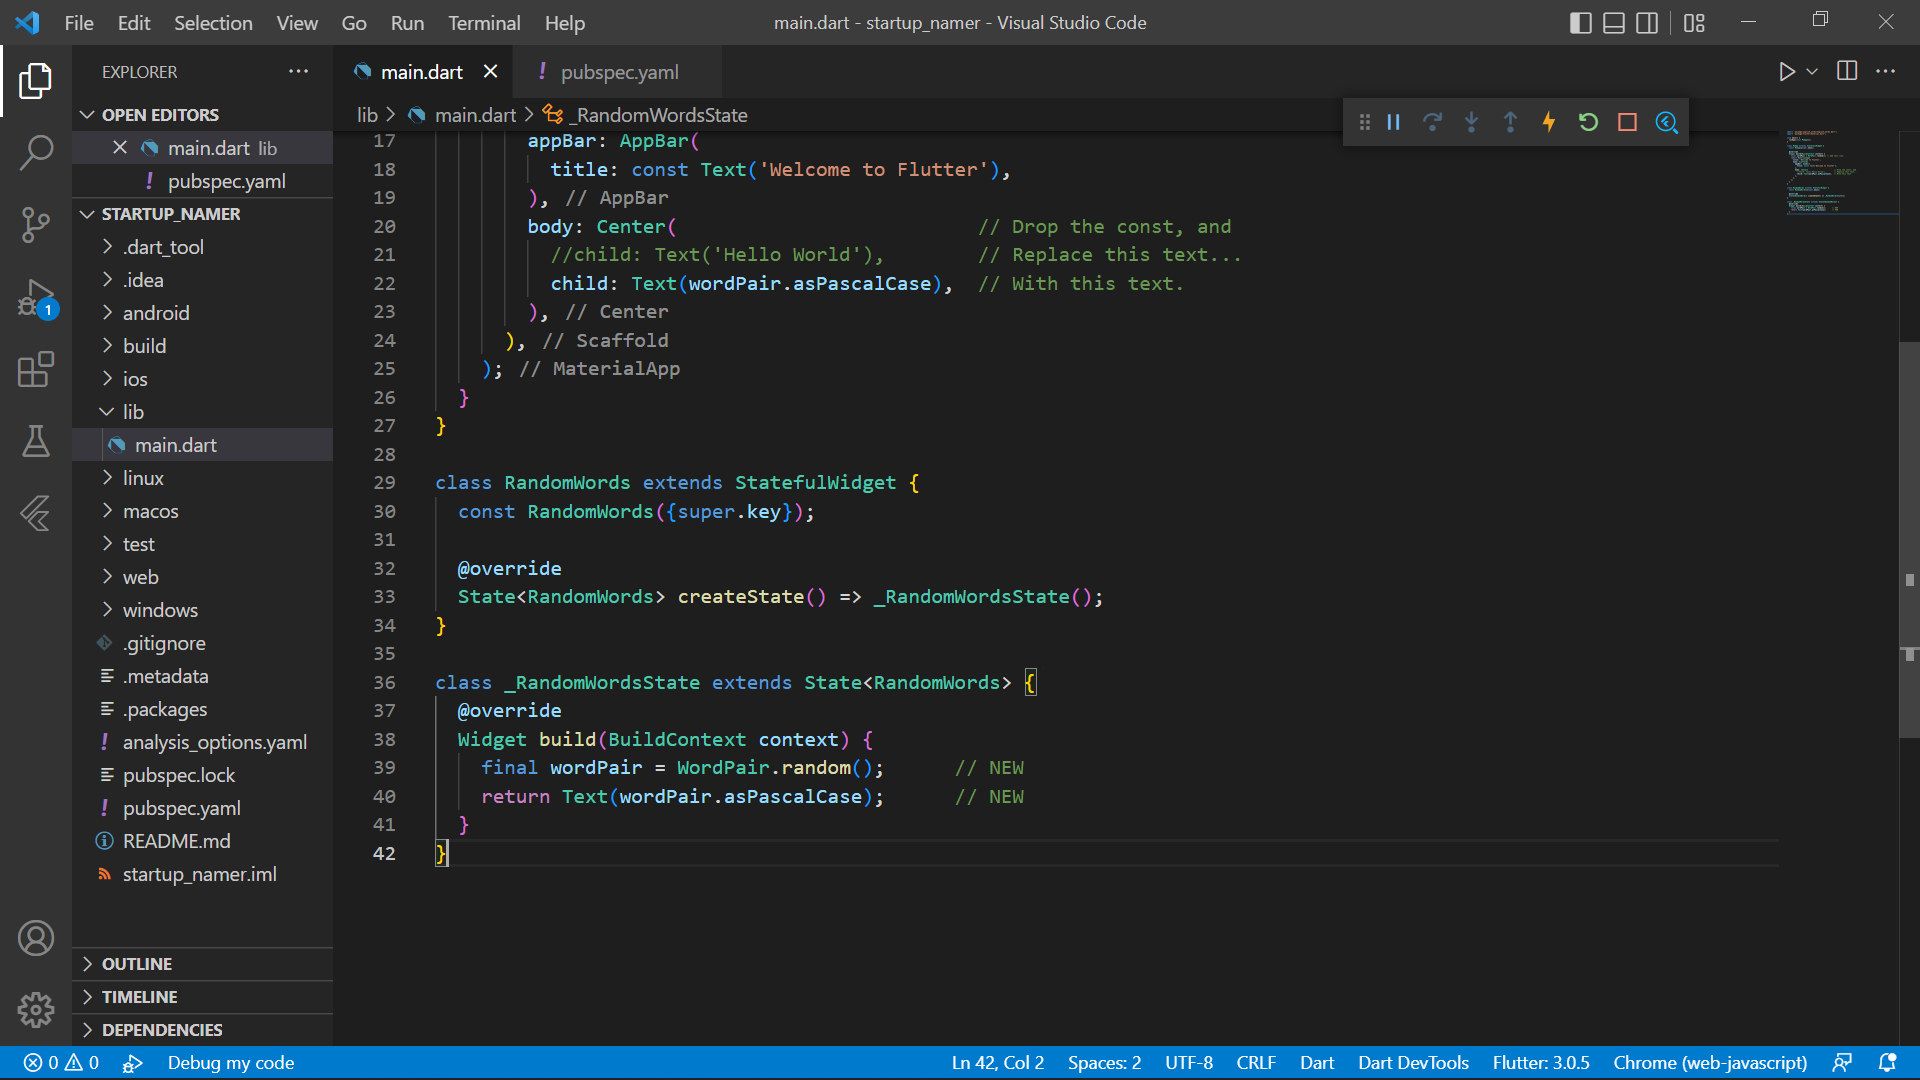 File Edit Selection View Go Run Terminal Help
main.dart - startup_namer - Visual Studio Code
EXPLORER
OPEN EDITORS
main.dart lib
! pubspec.yaml
STARTUP_NAMER
.dart_tool
.idea
android
build
ios
lib
main.dart
linux
macos
test
web
windows
.gitignore
.metadata
.packages
! analysis_options.yaml
pubspec.lock
! pubspec.yaml
README.md
startup_namer.iml
OUTLINE
TIMELINE
DEPENDENCIES
1
main.dart
! pubspec.yaml
lib > main.dart > _RandomWordsState
17 appBar: AppBar(
18 title: const Text('Welcome to Flutter'),
19 ), // AppBar
20 body: Center( // Drop the const, and
21 //child: Text('Hello World'), // Replace this text...
22 child: Text(wordPair.asPascalCase), // With this text.
23 ), // Center
24 ), // Scaffold
25 ); // MaterialApp
26 }
27 }
28
29 class RandomWords extends StatefulWidget {
30 const RandomWords({super.key});
31
32 @override
33 State<RandomWords> createState() => _RandomWordsState();
34 }
35
36 class _RandomWordsState extends State<RandomWords> {
37 @override
38 Widget build(BuildContext context) {
39 final wordPair = WordPair.random(); // NEW
40 return Text(wordPair.asPascalCase); // NEW
41 }
42 }
0 0 Debug my code
Ln 42, Col 2 Spaces: 2 UTF-8 CRLF Dart Dart DevTools Flutter: 3.0.5 Chrome (web-javascript)